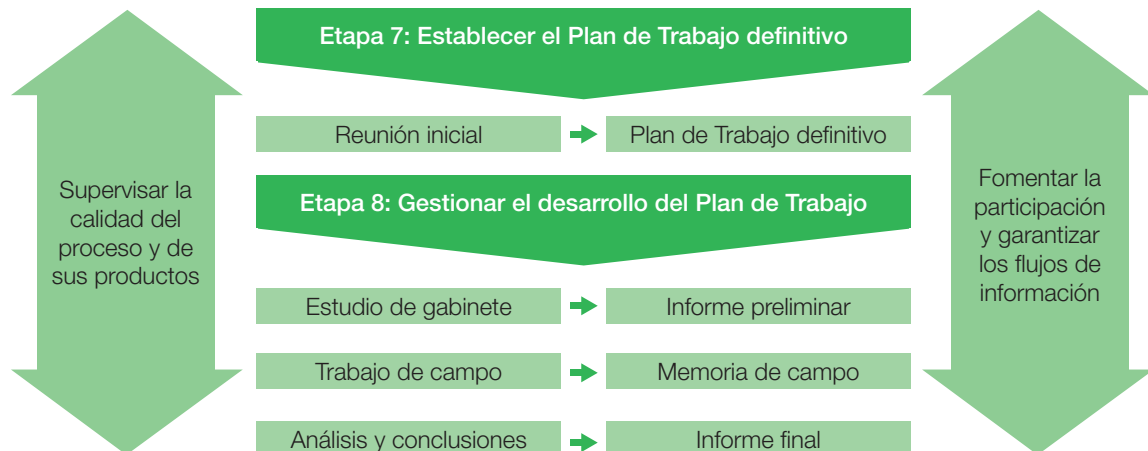 Etapa 7: Establecer el Plan de Trabajo definitivo
Reunión inicial
Plan de Trabajo definitivo
Supervisar la
calidad del
proceso y de
sus productos
Etapa 8: Gestionar el desarrollo del Plan de Trabajo
Fomentar la
participación
y garantizar
los flujos de
información
Estudio de gabinete
Informe preliminar
Trabajo de campo
Memoria de campo
Análisis y conclusiones
Informe final